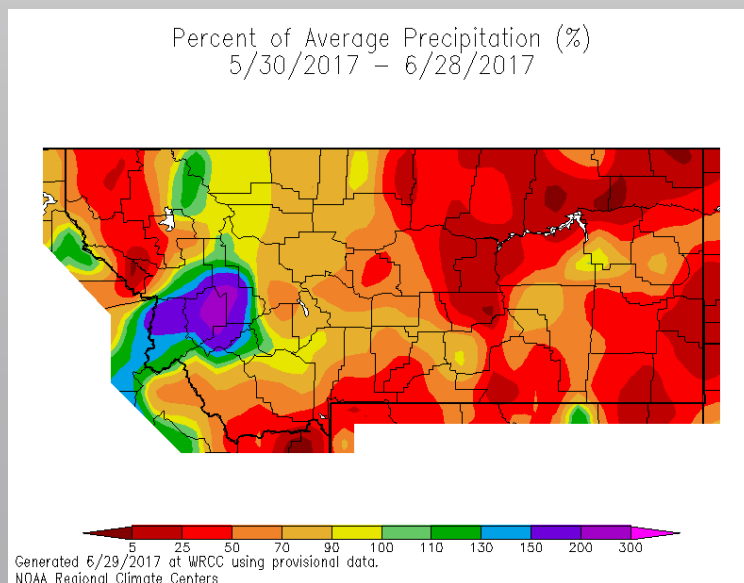 Percent of Average Precipitation (%)
5/30/2017 – 6/28/2017
5 25 50 70 90 100 110 130 150 200 300
Generated 6/29/2017 at WRCC using provisional data.
NOAA Regional Climate Centers